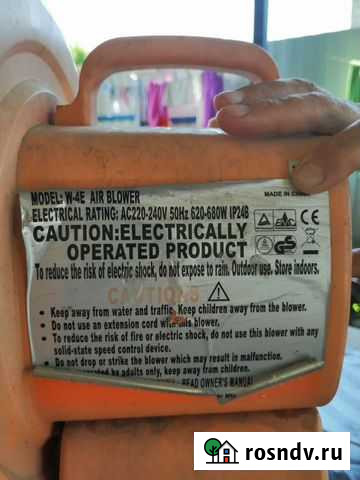 MODEL: W-4E AIR BLOWER
MADE IN CHINA
ELECTRICAL RATING: AC220-240V 50Hz 620-680W IP24B
CAUTION:ELECTRICALLY
OPERATED PRODUCT
To reduce the risk of electric shock, do not expose to rain. Outdoor use. Store indoors.
CAUTIONS
• Keep away from water and traffic. Keep children away from the blower.
• Do not use an extension cord with this blower.
• To reduce the risk of fire or electric shock, do not use this blower with any
solid-state speed control device.
• Do not drop or strike the blower which may result in malfunction.
operated by adults only, keep away from children.
READ OWNER'S MANUAL
rosndv.ru